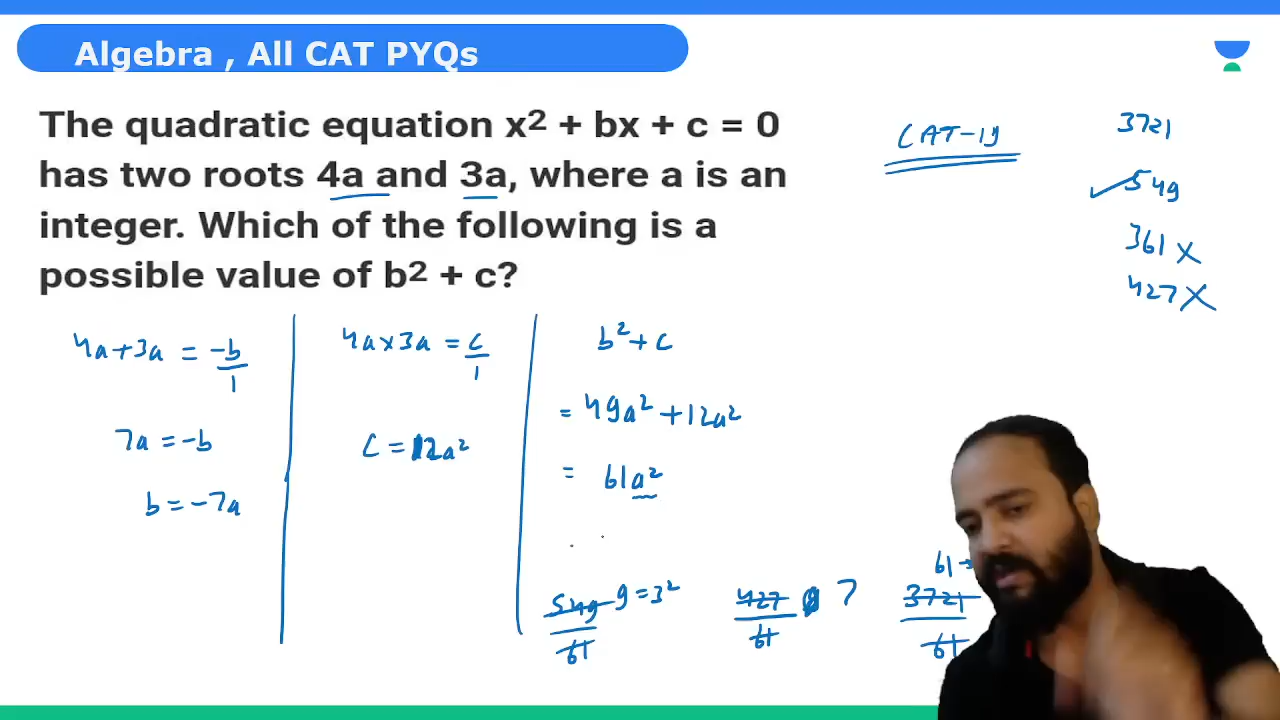 Algebra , All CAT PYQs
The quadratic equation x2 + bx + c = 0
has two roots 4a and 3a, where a is an
integer. Which of the following is a
possible value of b2 + c?
CAT-19
3721
549
361 ×
427 ×
4a+3a = -b/1
7a = -b
b = -7a
4a×3a = c/1
c = 12a²
b²+c
= 49a² + 12a²
= 61a²
549/61 9 = 3²
427/61 7
3721/61 61